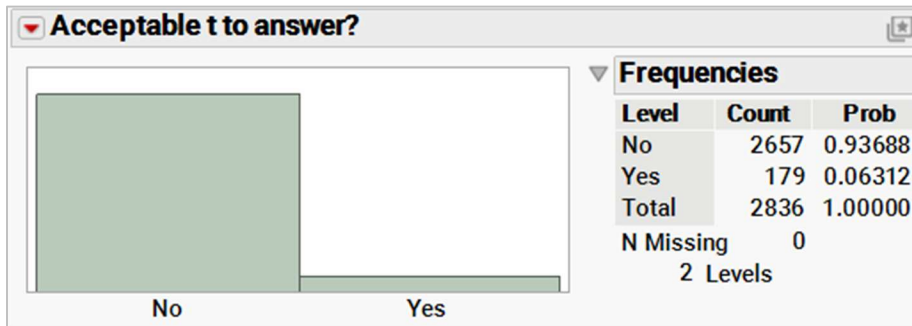 Acceptable t to answer?
Frequencies
Level Count Prob
No 2657 0.93688
Yes 179 0.06312
Total 2836 1.00000
N Missing 0
2 Levels
No Yes